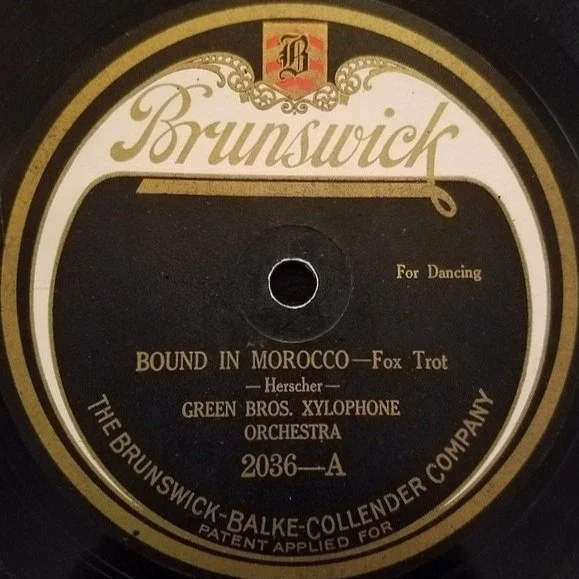 B
Brunswick
For Dancing
BOUND IN MOROCCO—Fox Trot
—Herscher—
GREEN BROS. XYLOPHONE
ORCHESTRA
2036—A
THE BRUNSWICK-BALKE-COLLENDER COMPANY
PATENT APPLIED FOR